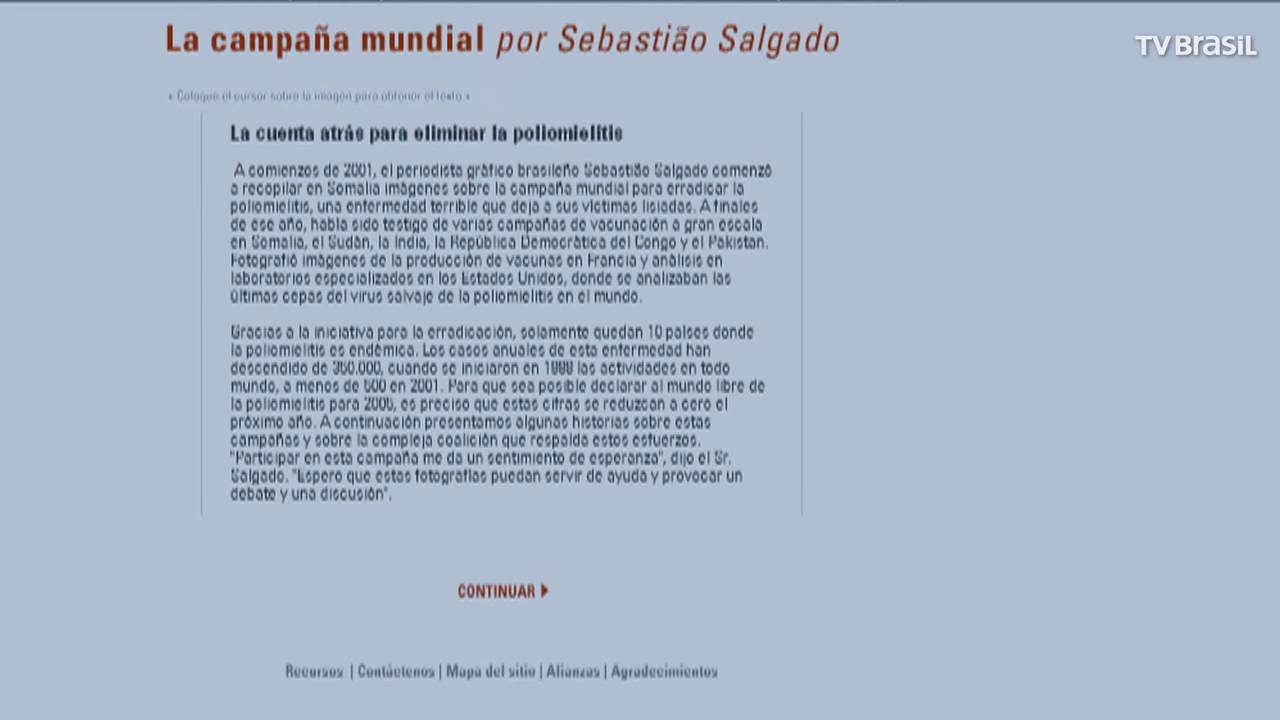 La campaña mundial por Sebastião Salgado
TV BRASIL
« Coloque el cursor sobre la imagen para obtener el texto »
La cuenta atrás para eliminar la poliomielitis
A comienzos de 2001, el periodista gráfico brasileño Sebastião Salgado comenzó
a recopilar en Somalia imágenes sobre la campaña mundial para erradicar la
poliomielitis, una enfermedad terrible que deja a sus víctimas lisiadas. A finales
de ese año, había sido testigo de varias campañas de vacunación a gran escala
en Somalia, el Sudán, la India, la República Democrática del Congo y el Pakistán.
Fotografió imágenes de la producción de vacunas en Francia y análisis en
laboratorios especializados en los Estados Unidos, donde se analizaban las
últimas cepas del virus salvaje de la poliomielitis en el mundo.
Gracias a la iniciativa para la erradicación, solamente quedan 10 países donde
la poliomielitis es endémica. Los casos anuales de esta enfermedad han
descendido de 350.000, cuando se iniciaron en 1988 las actividades en todo
mundo, a menos de 500 en 2001. Para que sea posible declarar al mundo libre de
la poliomielitis para 2005, es preciso que estas cifras se reduzcan a cero el
próximo año. A continuación presentamos algunas historias sobre estas
campañas y sobre la compleja coalición que respalda estos esfuerzos.
"Participar en esta campaña me da un sentimiento de esperanza", dijo el Sr.
Salgado. "Espero que estas fotografías puedan servir de ayuda y provocar un
debate y una discusión".
CONTINUAR
Recursos | Contáctenos | Mapa del sitio | Alianzas | Agradecimientos